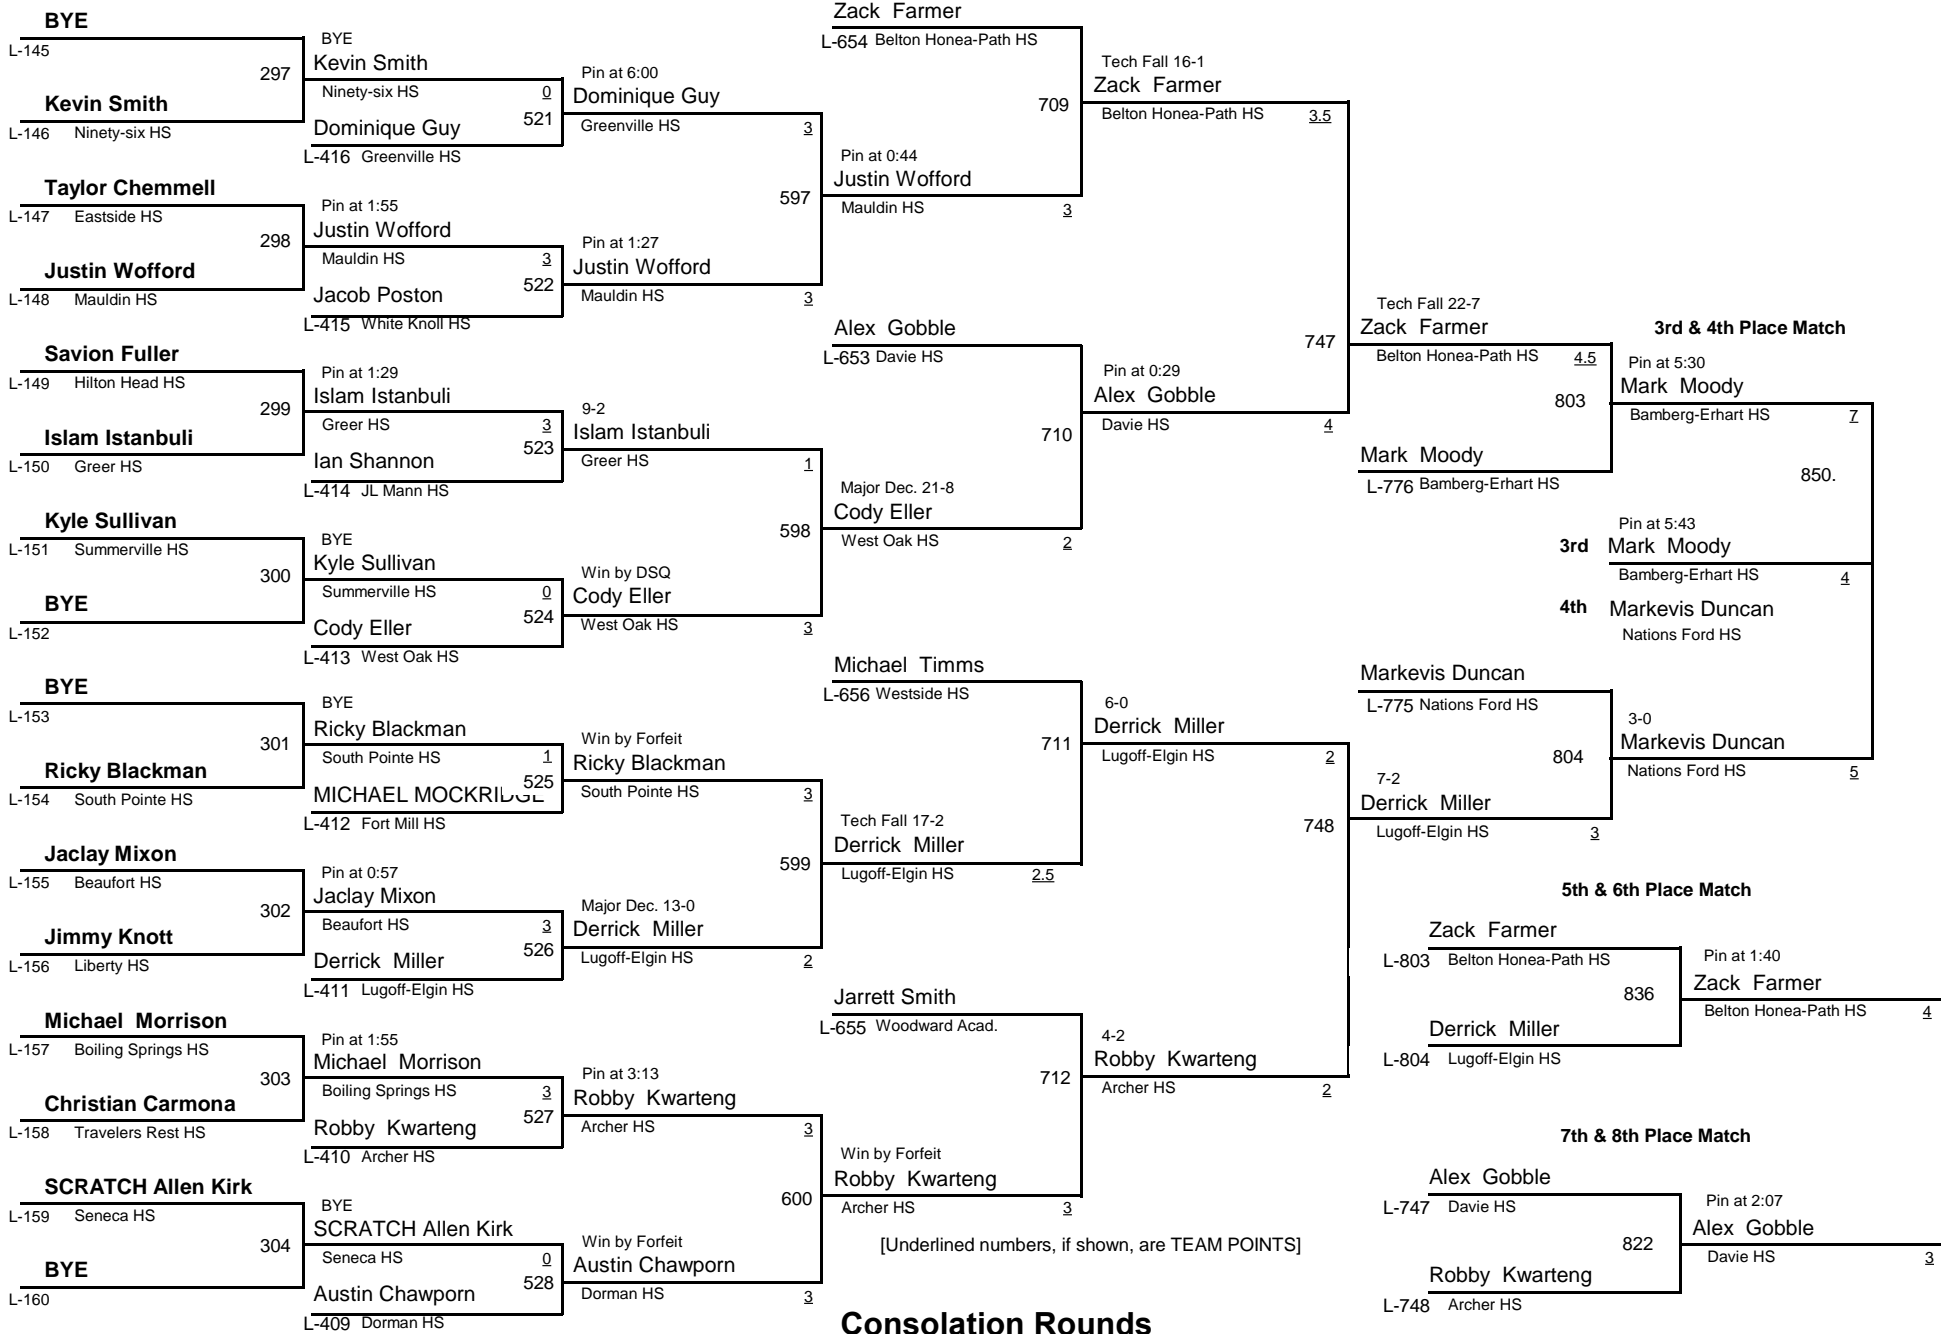 BYE
L-145
297
Kevin Smith
L-146 Ninety-six HS
Taylor Chemmell
L-147 Eastside HS
298
Justin Wofford
L-148 Mauldin HS
Savion Fuller
L-149 Hilton Head HS
299
Islam Istanbuli
L-150 Greer HS
Kyle Sullivan
L-151 Summerville HS
300
BYE
L-152
BYE
L-153
301
Ricky Blackman
L-154 South Pointe HS
Jaclay Mixon
L-155 Beaufort HS
302
Jimmy Knott
L-156 Liberty HS
Michael Morrison
L-157 Boiling Springs HS
303
Christian Carmona
L-158 Travelers Rest HS
SCRATCH Allen Kirk
L-159 Seneca HS
304
BYE
L-160
BYE
Kevin Smith
Ninety-six HS 0
521
Dominique Guy
L-416 Greenville HS
Pin at 1:55
Justin Wofford
Mauldin HS 3
522
Jacob Poston
L-415 White Knoll HS
Pin at 1:29
Islam Istanbuli
Greer HS 3
523
Ian Shannon
L-414 JL Mann HS
BYE
Kyle Sullivan
Summerville HS 0
524
Cody Eller
L-413 West Oak HS
BYE
Ricky Blackman
South Pointe HS 1
525
MICHAEL MOCKRIDGE
L-412 Fort Mill HS
Pin at 0:57
Jaclay Mixon
Beaufort HS 3
526
Derrick Miller
L-411 Lugoff-Elgin HS
Pin at 1:55
Michael Morrison
Boiling Springs HS 3
527
Robby Kwarteng
L-410 Archer HS
BYE
SCRATCH Allen Kirk
Seneca HS 0
528
Austin Chawporn
L-409 Dorman HS
Pin at 6:00
Dominique Guy
Greenville HS 3
597
Pin at 1:27
Justin Wofford
Mauldin HS 3
9-2
Islam Istanbuli
Greer HS 1
598
Win by DSQ
Cody Eller
West Oak HS 3
Win by Forfeit
Ricky Blackman
South Pointe HS 3
599
Major Dec. 13-0
Derrick Miller
Lugoff-Elgin HS 2
Pin at 3:13
Robby Kwarteng
Archer HS 3
600
Win by Forfeit
Austin Chawporn
Dorman HS 3
Zack Farmer
L-654 Belton Honea-Path HS
709
Pin at 0:44
Justin Wofford
Mauldin HS 3
Alex Gobble
L-653 Davie HS
710
Major Dec. 21-8
Cody Eller
West Oak HS 2
Michael Timms
L-656 Westside HS
711
Tech Fall 17-2
Derrick Miller
Lugoff-Elgin HS 2.5
Jarrett Smith
L-655 Woodward Acad.
712
Win by Forfeit
Robby Kwarteng
Archer HS 3
[Underlined numbers, if shown, are TEAM POINTS]
Consolation Rounds
Tech Fall 16-1
Zack Farmer
Belton Honea-Path HS 3.5
747
Pin at 0:29
Alex Gobble
Davie HS 4
6-0
Derrick Miller
Lugoff-Elgin HS 2
748
4-2
Robby Kwarteng
Archer HS 2
Tech Fall 22-7
Zack Farmer
Belton Honea-Path HS 4.5
803
Mark Moody
L-776 Bamberg-Erhart HS
Markevis Duncan
L-775 Nations Ford HS
804
7-2
Derrick Miller
Lugoff-Elgin HS 3
3rd & 4th Place Match
Pin at 5:30
Mark Moody
Bamberg-Erhart HS 7
850.
Pin at 5:43
3rd Mark Moody
Bamberg-Erhart HS 4
4th Markevis Duncan
Nations Ford HS
3-0
Markevis Duncan
Nations Ford HS 5
5th & 6th Place Match
Zack Farmer
L-803 Belton Honea-Path HS
836
Derrick Miller
L-804 Lugoff-Elgin HS
Pin at 1:40
Zack Farmer
Belton Honea-Path HS 4
7th & 8th Place Match
Alex Gobble
L-747 Davie HS
822
Robby Kwarteng
L-748 Archer HS
Pin at 2:07
Alex Gobble
Davie HS 3